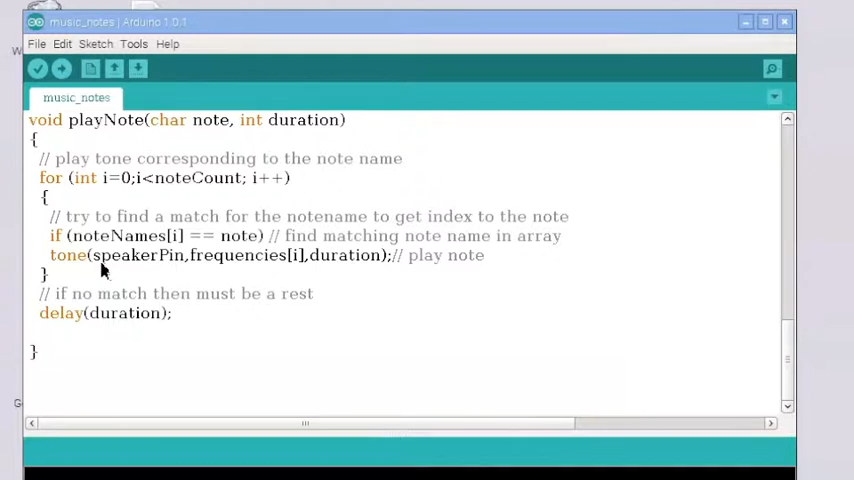 music_notes | Arduino 1.0.1
File Edit Sketch Tools Help
music_notes
void playNote(char note, int duration)
{
// play tone corresponding to the note name
for (int i=0;i<noteCount; i++)
{
// try to find a match for the notename to get index to the note
if (noteNames[i] == note) // find matching note name in array
tone(speakerPin,frequencies[i],duration);// play note
}
// if no match then must be a rest
delay(duration);
}